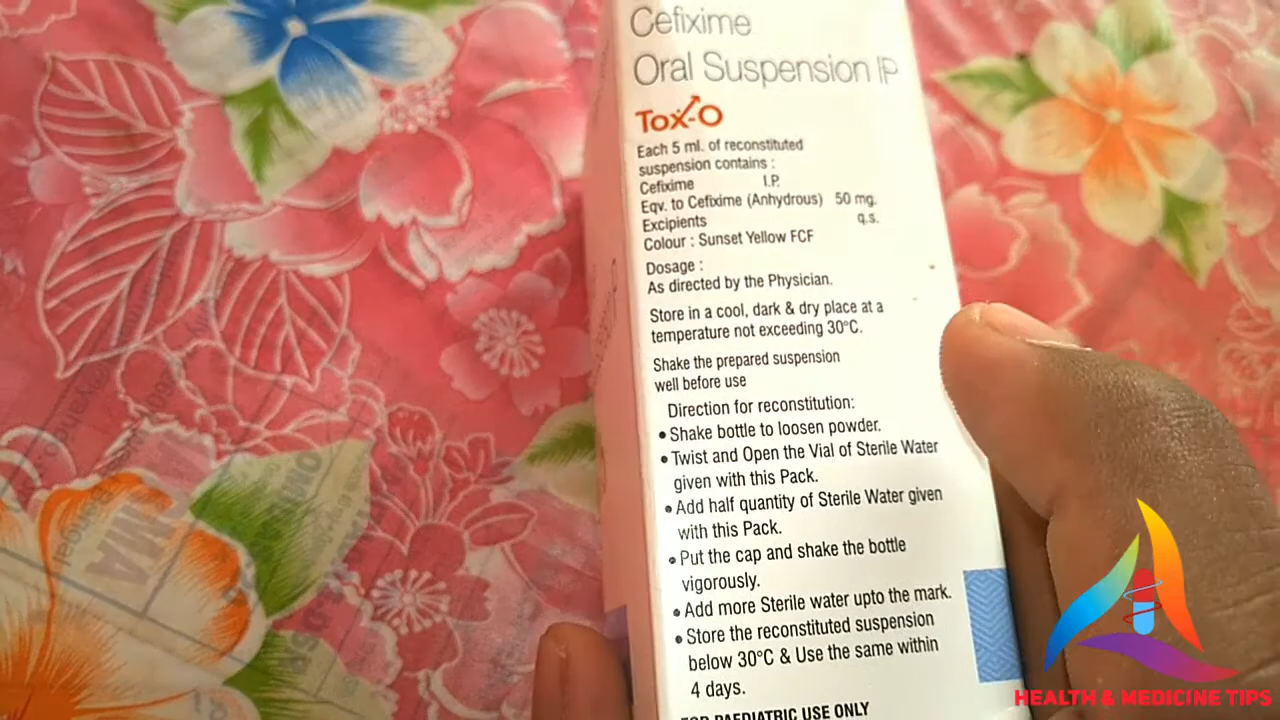 Cefixime
Oral Suspension IP
Tox-O
Each 5 ml. of reconstituted
suspension contains :
Cefixime I.P.
Eqv. to Cefixime (Anhydrous) 50 mg.
Excipients q.s.
Colour : Sunset Yellow FCF
Dosage :
As directed by the Physician.
Store in a cool, dark & dry place at a
temperature not exceeding 30°C.
Shake the prepared suspension
well before use
Direction for reconstitution:
• Shake bottle to loosen powder.
• Twist and Open the Vial of Sterile Water
given with this Pack.
• Add half quantity of Sterile Water given
with this Pack.
• Put the cap and shake the bottle
vigorously.
• Add more Sterile water upto the mark.
• Store the reconstituted suspension
below 30°C & Use the same within
4 days.
FOR PAEDIATRIC USE ONLY
HEALTH & MEDICINE TIPS